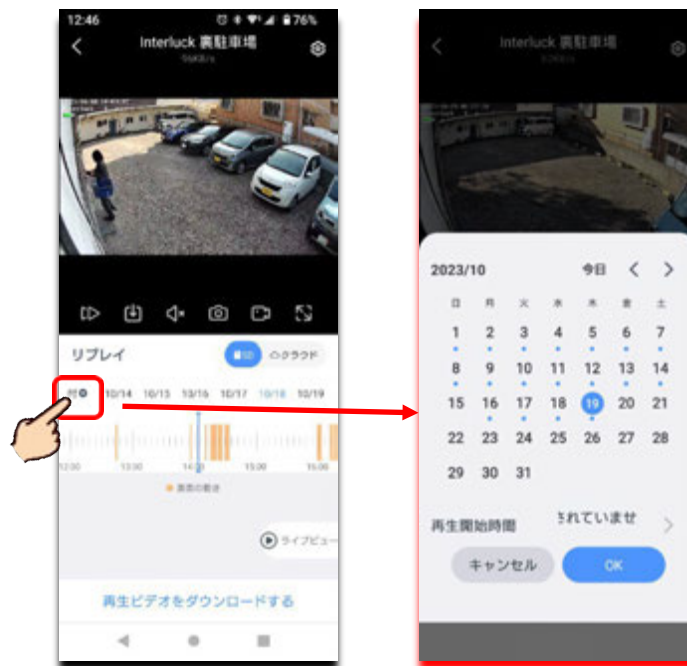 12:46
76%
Interluck 裏駐車場
リプレイ
SD
クラウド
10/14 10/15 10/16 10/17 10/18 10/19
12:00 13:00 14:00 15:00 16:00
画面の動き
ライブビュー
再生ビデオをダウンロードする
Interluck 裏駐車場
2023/10 今日
日 月 火 水 木 金 土
1 2 3 4 5 6 7
8 9 10 11 12 13 14
15 16 17 18 19 20 21
22 23 24 25 26 27 28
29 30 31
再生開始時間 されていませ
キャンセル OK